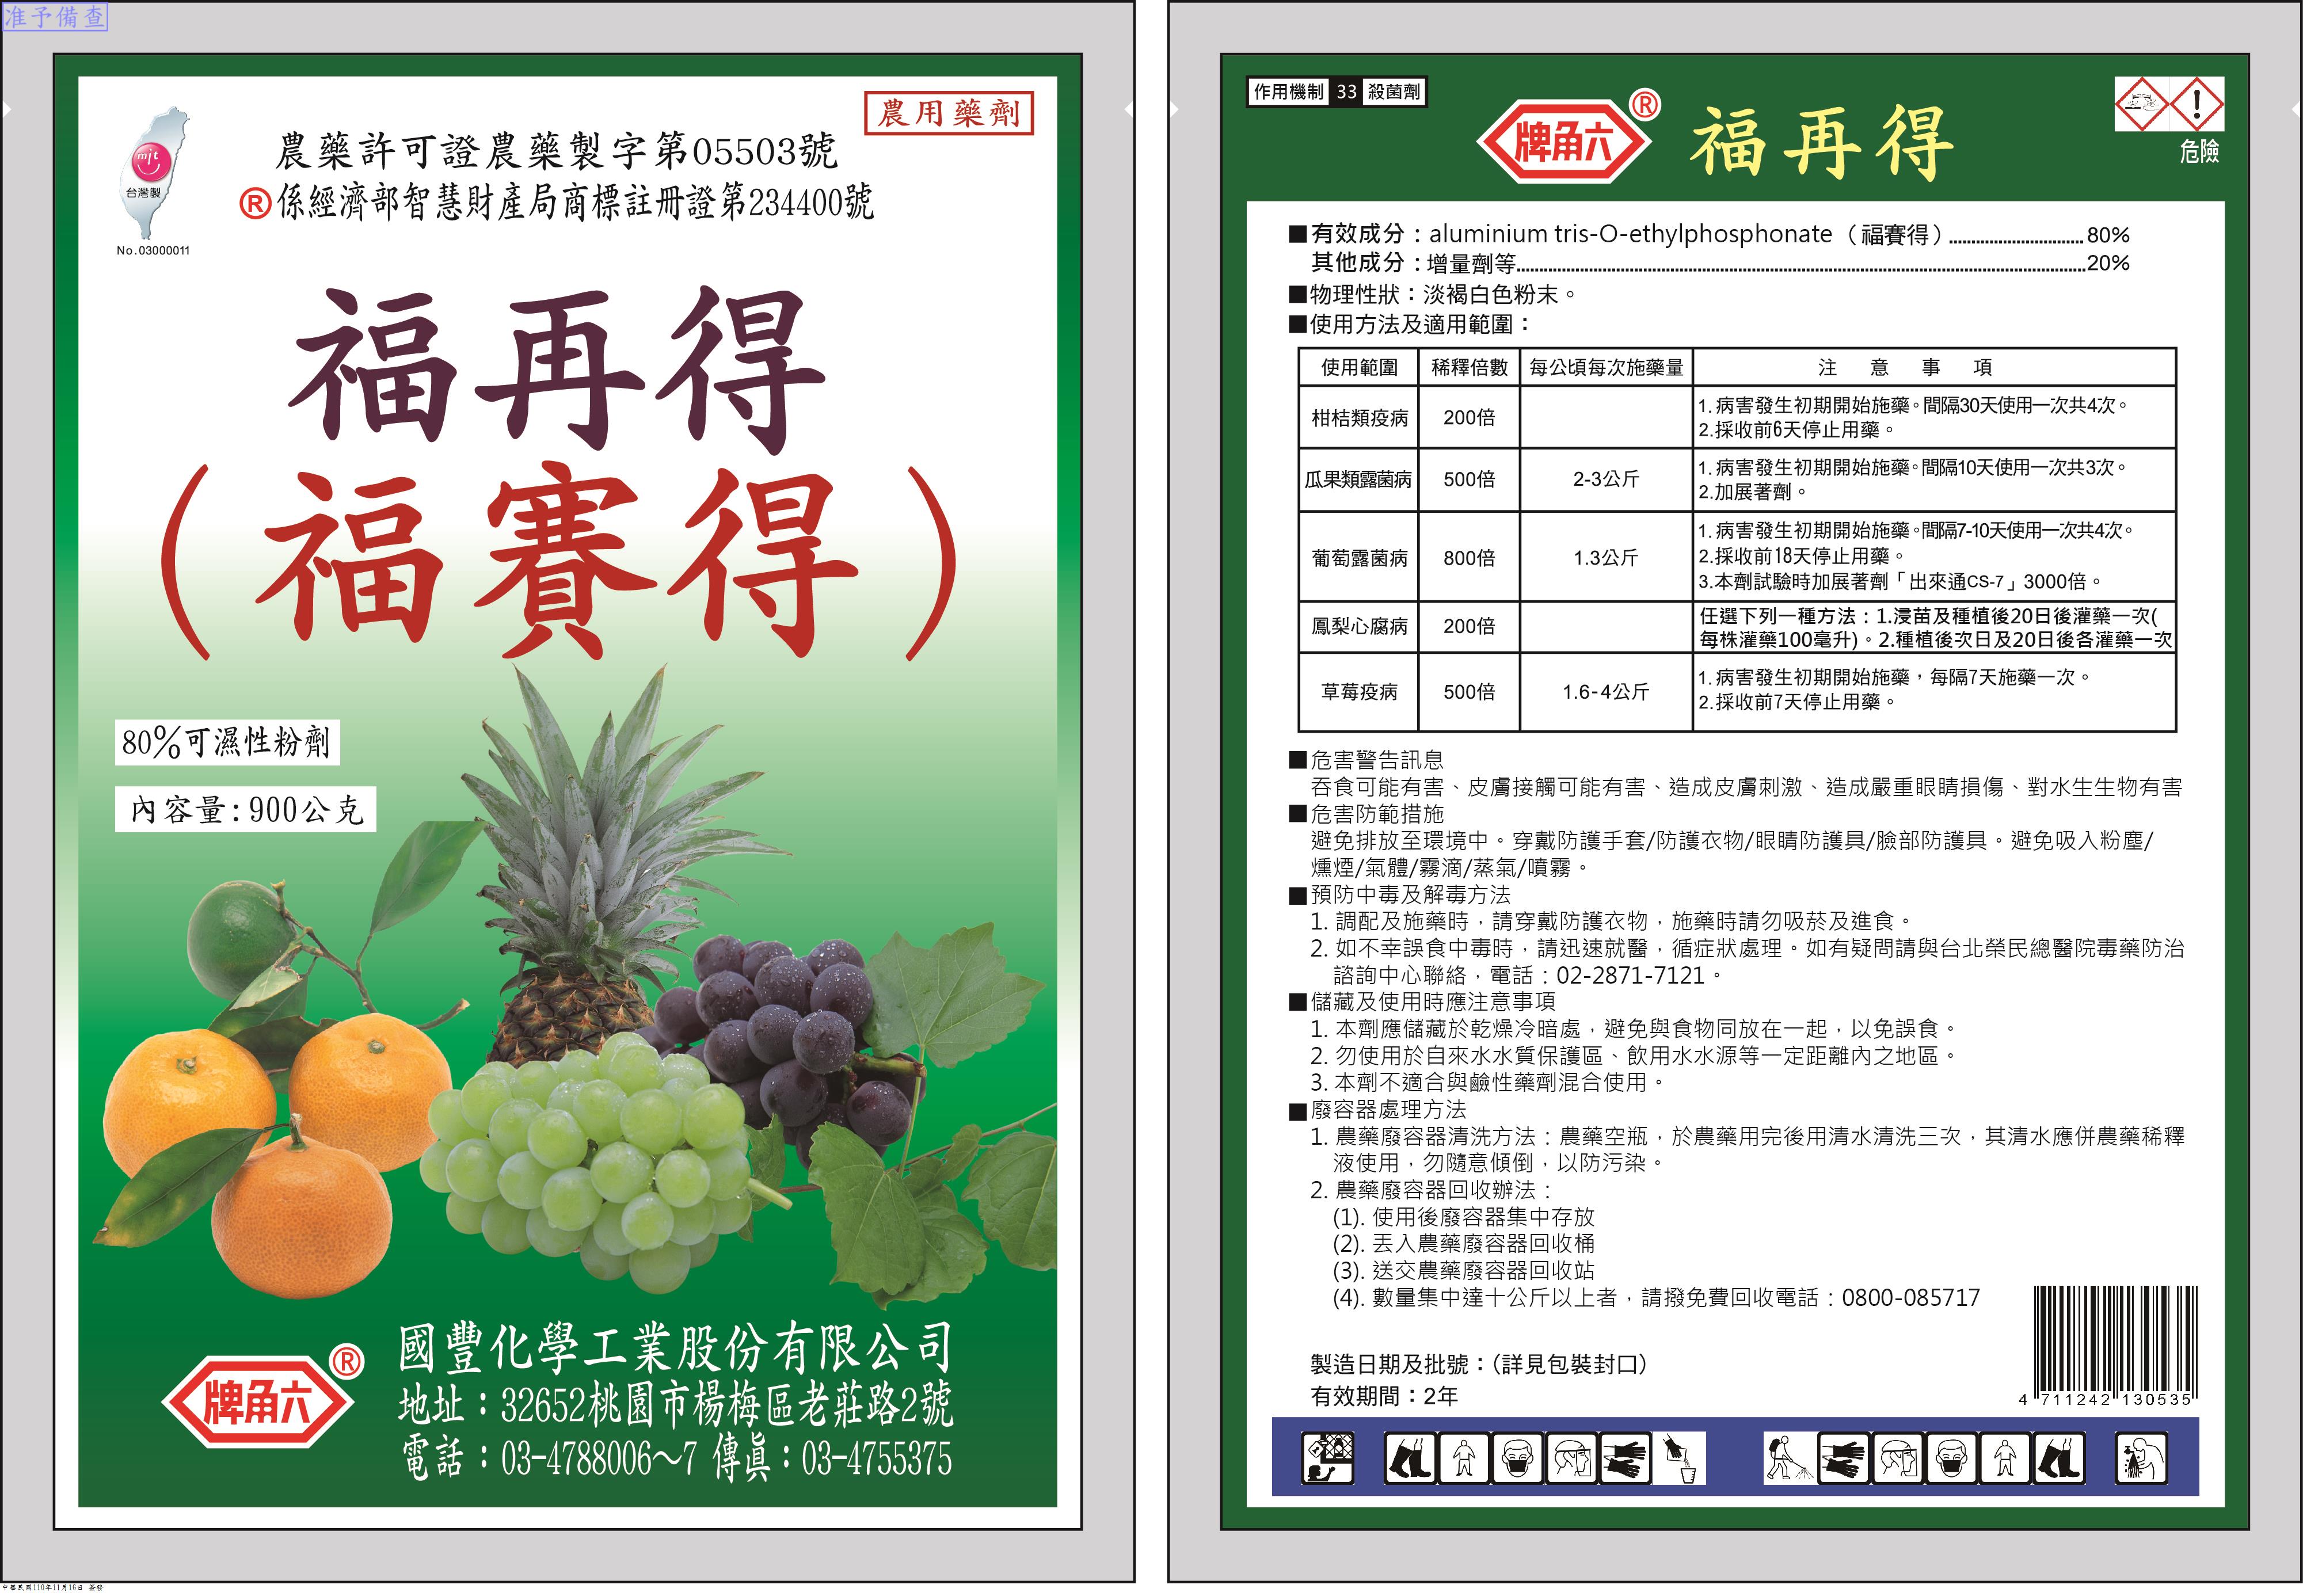 准予備查
農用藥劑
農藥許可證農藥製字第05503號
®係經濟部智慧財產局商標註冊證第234400號
mit
台灣製
No.03000011
福再得
(福賽得)
80%可濕性粉劑
內容量:900公克
牌角六®
國豐化學工業股份有限公司
地址：32652桃園市楊梅區老莊路2號
電話：03-4788006～7 傳真：03-4755375
中華民國110年11月16日 簽發
作用機制 33 殺菌劑
牌角六® 福再得
危險
■有效成分：aluminium tris-O-ethylphosphonate（福賽得）............................80%
其他成分：增量劑等............................20%
■物理性狀：淡褐白色粉末。
■使用方法及適用範圍：
使用範圍 稀釋倍數 每公頃每次施藥量 注意事項
柑桔類疫病 200倍 1.病害發生初期開始施藥。間隔30天使用一次共4次。
2.採收前6天停止用藥。
瓜果類露菌病 500倍 2-3公斤 1.病害發生初期開始施藥。間隔10天使用一次共3次。
2.加展著劑。
葡萄露菌病 800倍 1.3公斤 1.病害發生初期開始施藥。間隔7-10天使用一次共4次。
2.採收前18天停止用藥。
3.本劑試驗時加展著劑「出來通CS-7」3000倍。
鳳梨心腐病 200倍 任選下列一種方法：1.浸苗及種植後20日後灌藥一次(
每株灌藥100毫升)。2.種植後次日及20日後各灌藥一次
草莓疫病 500倍 1.6-4公斤 1.病害發生初期開始施藥，每隔7天施藥一次。
2.採收前7天停止用藥。
■危害警告訊息
吞食可能有害、皮膚接觸可能有害、造成皮膚刺激、造成嚴重眼睛損傷、對水生生物有害
■危害防範措施
避免排放至環境中。穿戴防護手套/防護衣物/眼睛防護具/臉部防護具。避免吸入粉塵/
燻煙/氣體/霧滴/蒸氣/噴霧。
■預防中毒及解毒方法
1. 調配及施藥時，請穿戴防護衣物，施藥時請勿吸菸及進食。
2. 如不幸誤食中毒時，請迅速就醫，循症狀處理。如有疑問請與台北榮民總醫院毒藥防治
諮詢中心聯絡，電話：02-2871-7121。
■儲藏及使用時應注意事項
1. 本劑應儲藏於乾燥冷暗處，避免與食物同放在一起，以免誤食。
2. 勿使用於自來水水質保護區、飲用水水源等一定距離內之地區。
3. 本劑不適合與鹼性藥劑混合使用。
■廢容器處理方法
1. 農藥廢容器清洗方法：農藥空瓶，於農藥用完後用清水清洗三次，其清水應併農藥稀釋
液使用，勿隨意傾倒，以防污染。
2. 農藥廢容器回收辦法：
(1). 使用後廢容器集中存放
(2). 丟入農藥廢容器回收桶
(3). 送交農藥廢容器回收站
(4). 數量集中達十公斤以上者，請撥免費回收電話：0800-085717
製造日期及批號：(詳見包裝封口)
有效期間：2年
4 711242 130535